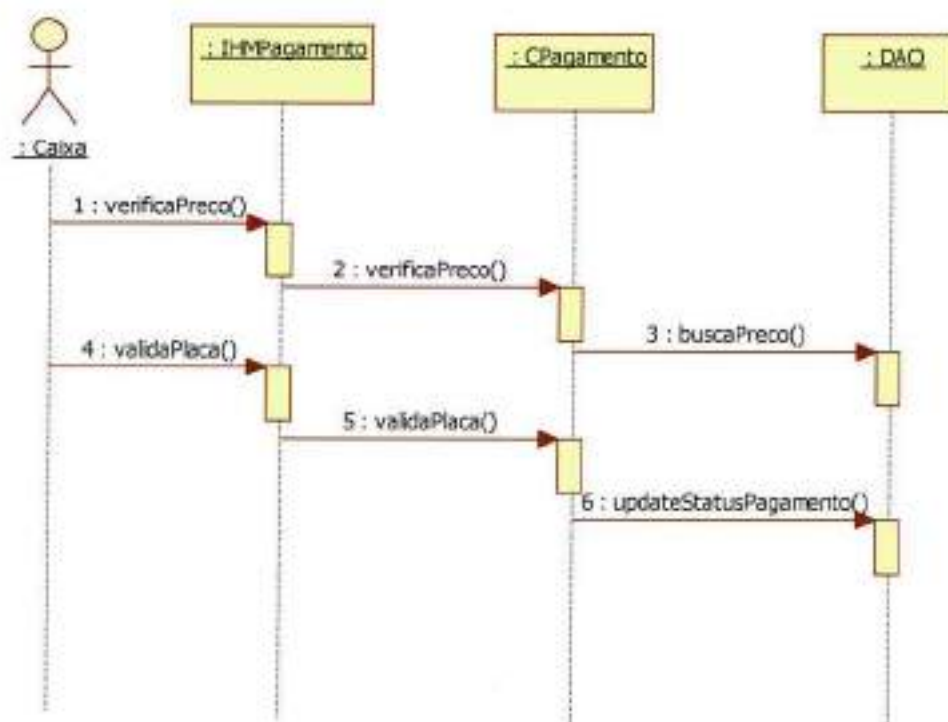 : IHMPagamento
: CPagamento
: DAO
: Caixa
1 : verificaPreco()
2 : verificaPreco()
3 : buscaPreco()
4 : validaPlaca()
5 : validaPlaca()
6 : updateStatusPagamento()